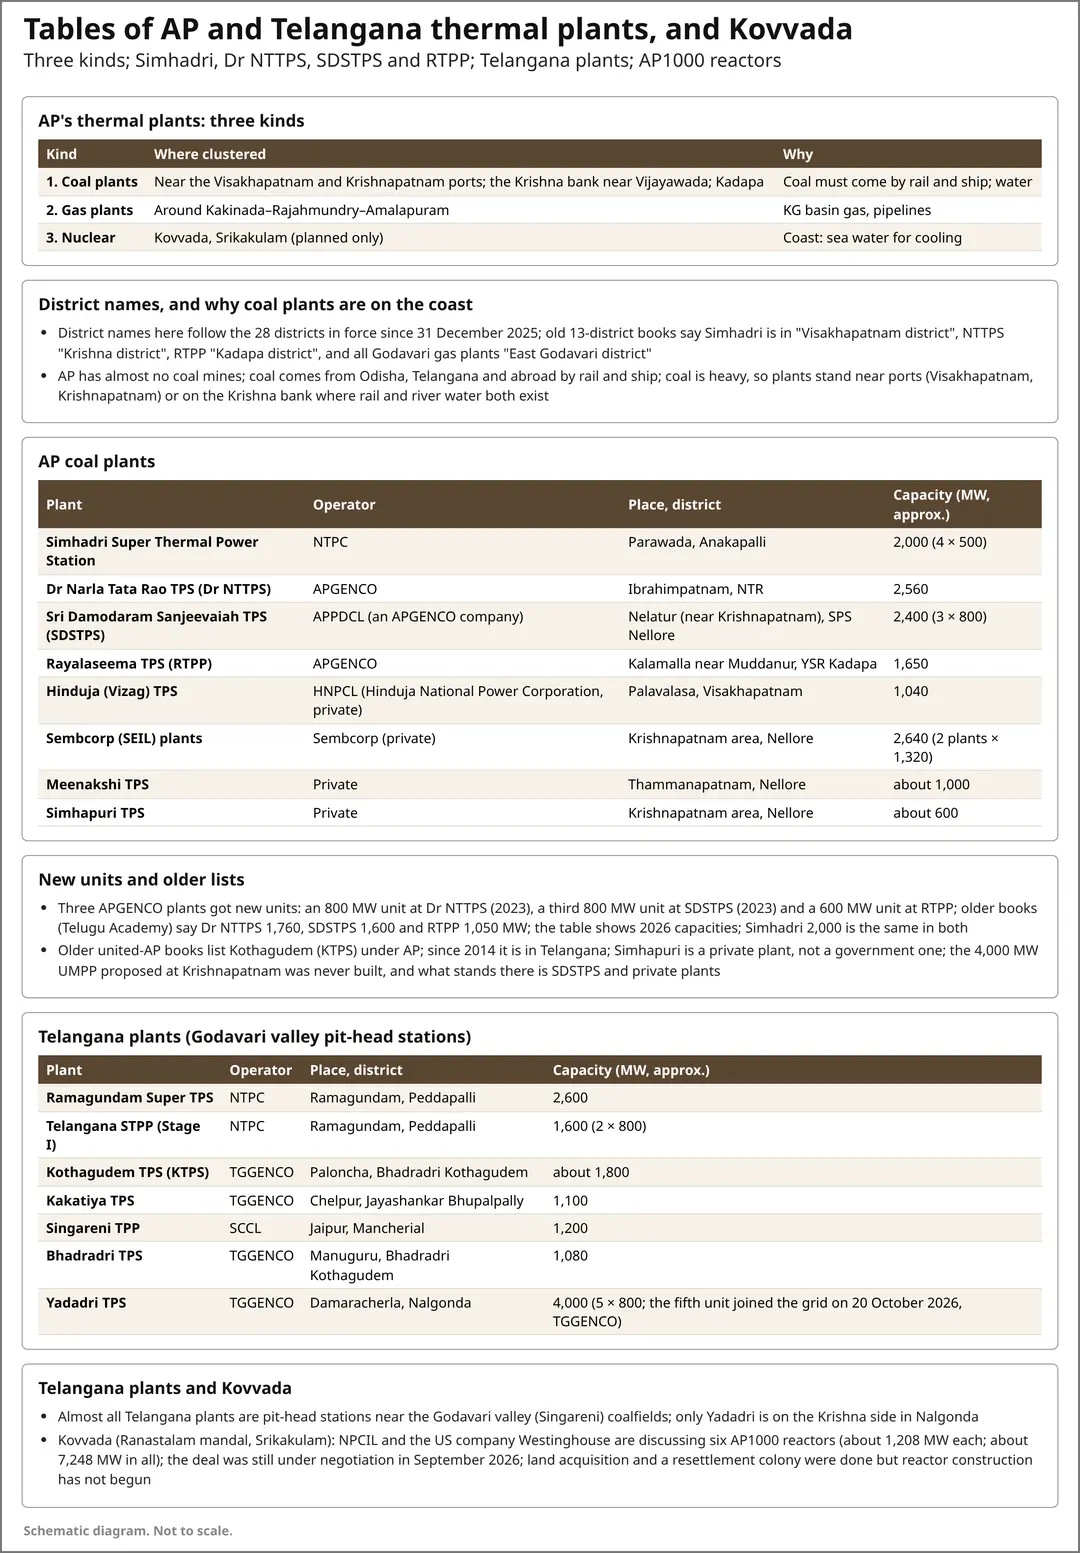 Tables of AP and Telangana thermal plants, and Kovvada
Three kinds; Simhadri, Dr NTTPS, SDSTPS and RTPP; Telangana plants; AP1000 reactors
AP's thermal plants: three kinds
Kind Where clustered Why
1. Coal plants Near the Visakhapatnam and Krishnapatnam ports; the Krishna bank near Vijayawada; Kadapa Coal must come by rail and ship; water
2. Gas plants Around Kakinada–Rajahmundry–Amalapuram KG basin gas, pipelines
3. Nuclear Kovvada, Srikakulam (planned only) Coast: sea water for cooling
District names, and why coal plants are on the coast
• District names here follow the 28 districts in force since 31 December 2025; old 13-district books say Simhadri is in "Visakhapatnam district", NTTPS
"Krishna district", RTPP "Kadapa district", and all Godavari gas plants "East Godavari district"
• AP has almost no coal mines; coal comes from Odisha, Telangana and abroad by rail and ship; coal is heavy, so plants stand near ports (Visakhapatnam,
Krishnapatnam) or on the Krishna bank where rail and river water both exist
AP coal plants
Plant Operator Place, district Capacity (MW,
approx.)
Simhadri Super Thermal Power NTPC Parawada, Anakapalli 2,000 (4 × 500)
Station
Dr Narla Tata Rao TPS (Dr NTTPS) APGENCO Ibrahimpatnam, NTR 2,560
Sri Damodaram Sanjeevaiah TPS APPDCL (an APGENCO company) Nelatur (near Krishnapatnam), SPS 2,400 (3 × 800)
(SDSTPS) Nellore
Rayalaseema TPS (RTPP) APGENCO Kalamalla near Muddanur, YSR Kadapa 1,650
Hinduja (Vizag) TPS HNPCL (Hinduja National Power Corporation, Palavalasa, Visakhapatnam 1,040
private)
Sembcorp (SEIL) plants Sembcorp (private) Krishnapatnam area, Nellore 2,640 (2 plants ×
1,320)
Meenakshi TPS Private Thammanapatnam, Nellore about 1,000
Simhapuri TPS Private Krishnapatnam area, Nellore about 600
New units and older lists
• Three APGENCO plants got new units: an 800 MW unit at Dr NTTPS (2023), a third 800 MW unit at SDSTPS (2023) and a 600 MW unit at RTPP; older books
(Telugu Academy) say Dr NTTPS 1,760, SDSTPS 1,600 and RTPP 1,050 MW; the table shows 2026 capacities; Simhadri 2,000 is the same in both
• Older united-AP books list Kothagudem (KTPS) under AP; since 2014 it is in Telangana; Simhapuri is a private plant, not a government one; the 4,000 MW
UMPP proposed at Krishnapatnam was never built, and what stands there is SDSTPS and private plants
Telangana plants (Godavari valley pit-head stations)
Plant Operator Place, district Capacity (MW, approx.)
Ramagundam Super TPS NTPC Ramagundam, Peddapalli 2,600
Telangana STPP (Stage NTPC Ramagundam, Peddapalli 1,600 (2 × 800)
I)
Kothagudem TPS (KTPS) TGGENCO Paloncha, Bhadradri Kothagudem about 1,800
Kakatiya TPS TGGENCO Chelpur, Jayashankar Bhupalpally 1,100
Singareni TPP SCCL Jaipur, Mancherial 1,200
Bhadradri TPS TGGENCO Manuguru, Bhadradri 1,080
Kothagudem
Yadadri TPS TGGENCO Damaracherla, Nalgonda 4,000 (5 × 800; the fifth unit joined the grid on 20 October 2026,
TGGENCO)
Telangana plants and Kovvada
• Almost all Telangana plants are pit-head stations near the Godavari valley (Singareni) coalfields; only Yadadri is on the Krishna side in Nalgonda
• Kovvada (Ranastalam mandal, Srikakulam): NPCIL and the US company Westinghouse are discussing six AP1000 reactors (about 1,208 MW each; about
7,248 MW in all); the deal was still under negotiation in September 2026; land acquisition and a resettlement colony were done but reactor construction
has not begun
Schematic diagram. Not to scale.